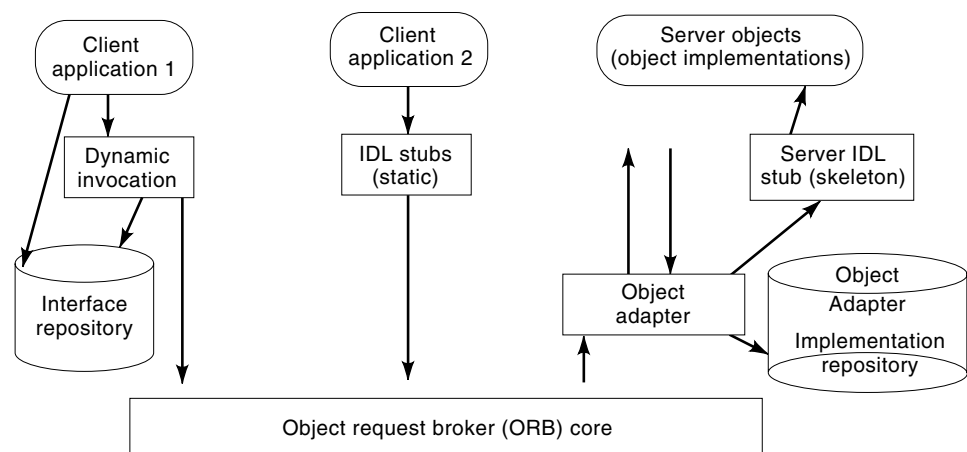 Client
application 1
Client
application 2
Server objects
(object implementations)
Dynamic
invocation
IDL stubs
(static)
Server IDL
stub (skeleton)
Interface
repository
Object
adapter
Object
Adapter
Implementation
repository
Object request broker (ORB) core